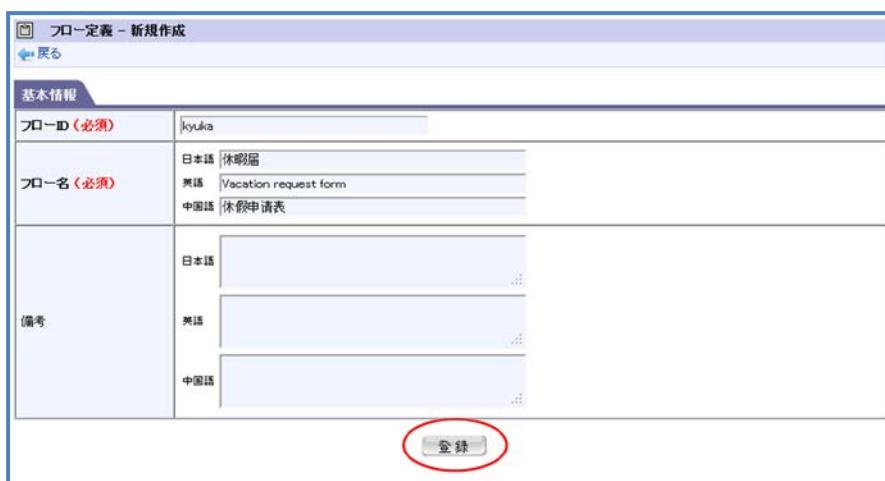 フロー定義 - 新規作成
戻る
基本情報
フローID(必須)
kyuka
フロー名(必須)
日本語 休暇届
英語 Vacation request form
中国語 休假申请表
備考
日本語
英語
中国語
登録